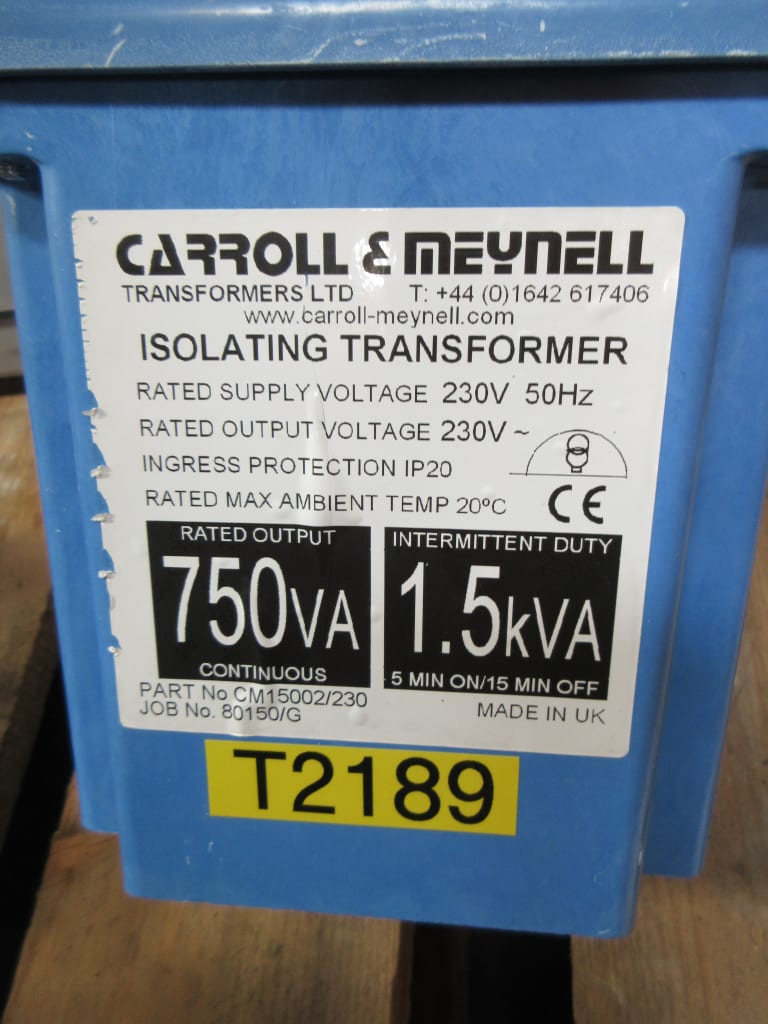 CARROLL & MEYNELL
TRANSFORMERS LTD T: +44 (0)1642 617406
www.carroll-meynell.com
ISOLATING TRANSFORMER
RATED SUPPLY VOLTAGE 230V 50Hz
RATED OUTPUT VOLTAGE 230V ~
INGRESS PROTECTION IP20
RATED MAX AMBIENT TEMP 20ºC CE
RATED OUTPUT
750VA
CONTINUOUS
INTERMITTENT DUTY
1.5kVA
5 MIN ON/15 MIN OFF
PART No CM15002/230
JOB No. 80150/G
MADE IN UK
T2189